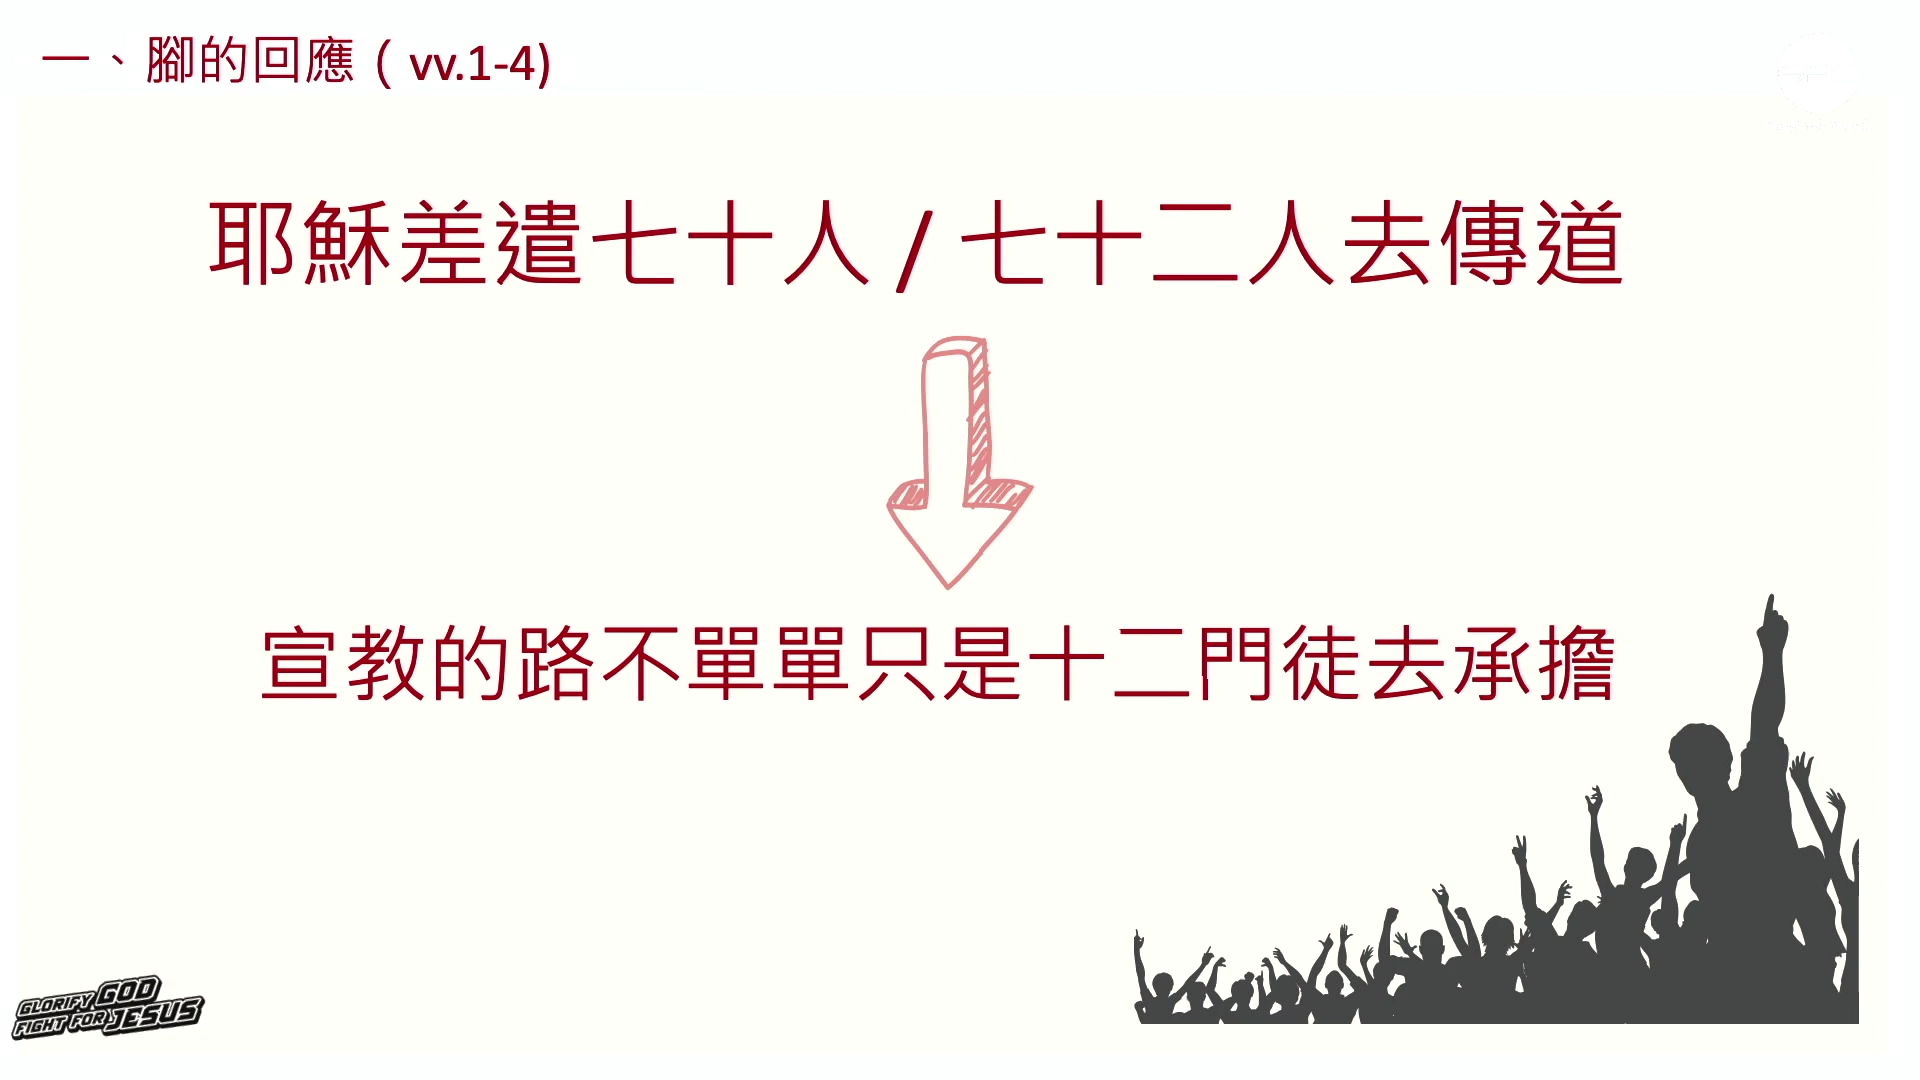 一、腳的回應 ( vv.1-4)
耶穌差遣七十人 / 七十二人去傳道
宣教的路不單單只是十二門徒去承擔
GLORIFY GOD
FIGHT FOR JESUS